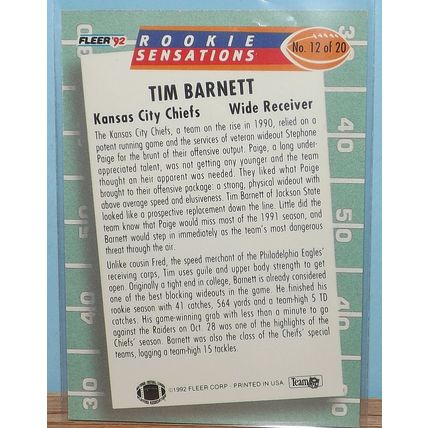 FLEER '92
ROOKIE
SENSATIONS
No. 12 of 20
TIM BARNETT
Kansas City Chiefs Wide Receiver
The Kansas City Chiefs, a team on the rise in 1990, relied on a
potent running game and the services of veteran wideout Stephone
Paige for the brunt of their offensive output. Paige, a long under-
appreciated talent, was not getting any younger and the team
thought an heir apparent was needed. They liked what Paige
brought to their offensive package: a strong, physical wideout with
above average speed and elusiveness. Tim Barnett of Jackson State
looked like a prospective replacement down the line. Little did the
team know that Paige would miss most of the 1991 season, and
Barnett would step in immediately as the team's most dangerous
threat through the air.
Unlike cousin Fred, the speed merchant of the Philadelphia Eagles'
receiving corps, Tim uses guile and upper body strength to get
open. Originally a tight end in college, Barnett is already considered
one of the best blocking wideouts in the game. He finished his
rookie season with 41 catches, 564 yards and a team-high 5 TD
catches. His game-winning grab with less than a minute to go
against the Raiders on Oct. 28 was one of the highlights of the
Chiefs' season. Barnett was also the class of the Chiefs' special
teams, logging a team-high 15 tackles.
©1992 FLEER CORP. · PRINTED IN USA
Team NFL